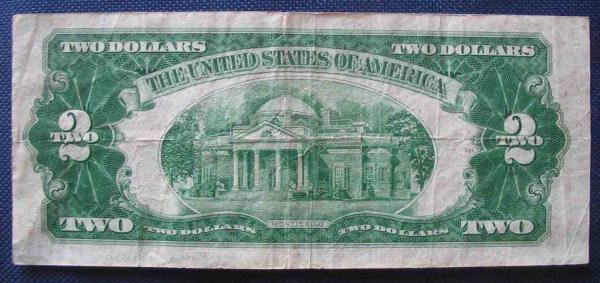 TWO DOLLARS TWO DOLLARS
THE UNITED STATES OF AMERICA
2 2
TWO TWO
MONTICELLO
TWO TWO DOLLARS TWO DOLLARS TWO